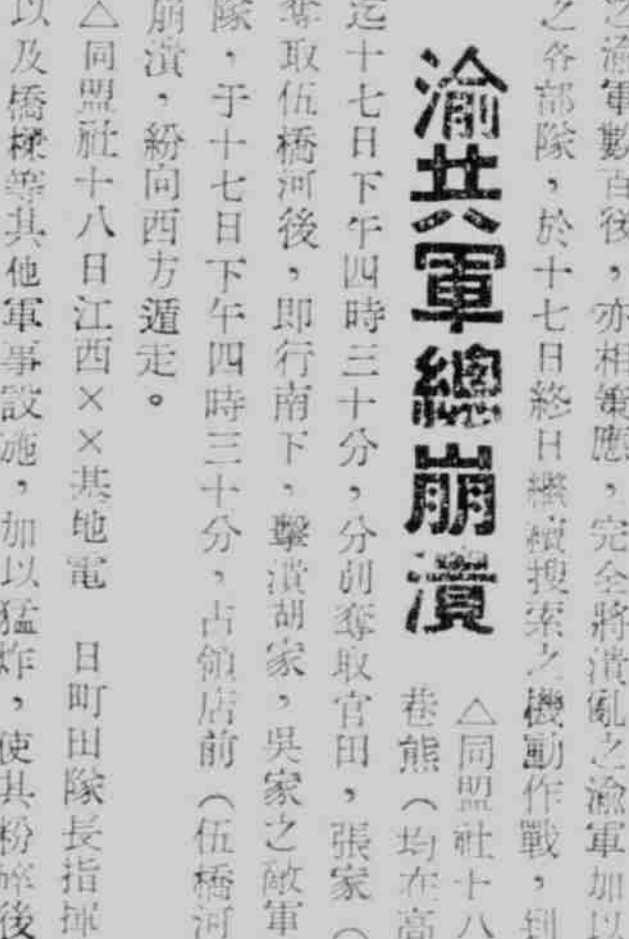 之渝軍數百後，亦相策應，完全將潰亂之渝軍加以
之各部隊，於十七日終日繼續搜索之機動作戰，到
渝共軍總崩潰
△同盟社十八
巷熊（均在高
迄十七日下午四時三十分，分別奪取官田，張家（
奪取伍橋河後，即行南下，擊潰胡家，吳家之敵軍
隊，于十七日下午四時三十分，占領店前（伍橋河
崩潰，紛向西方遁走。
△同盟社十八日江西××基地電　日町田隊長指揮
以及橋樑等其他軍事設施，加以猛炸，使其粉碎後